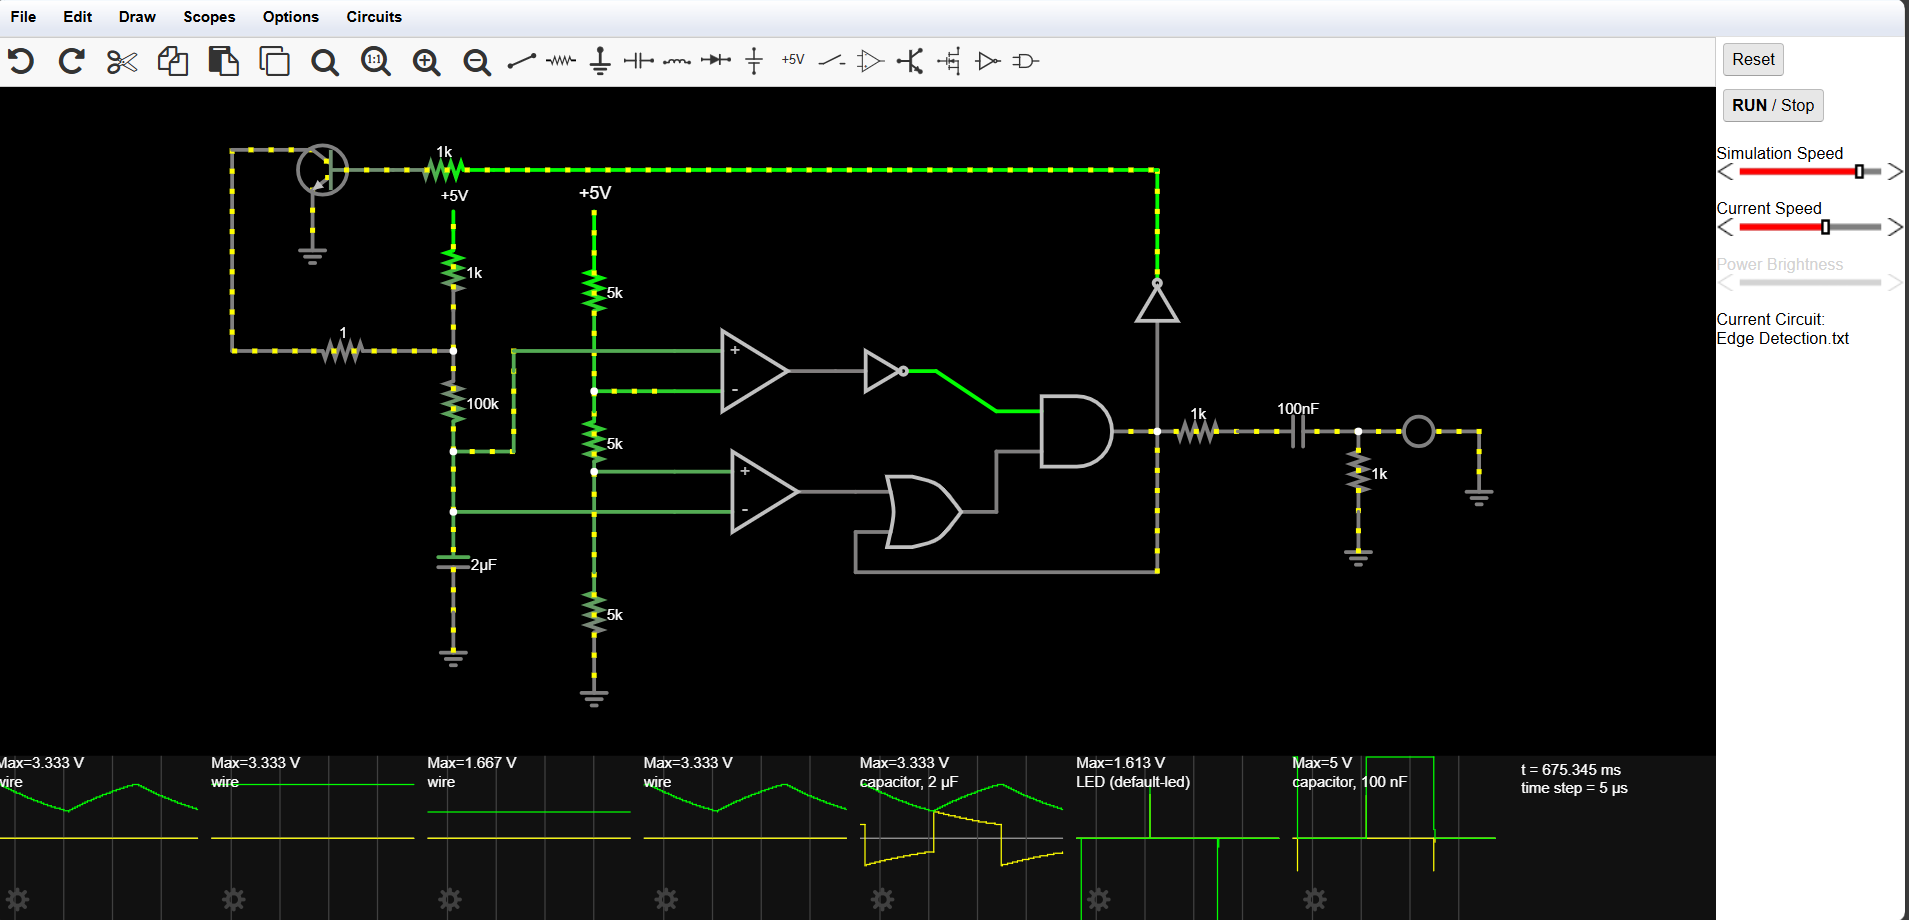 File Edit Draw Scopes Options Circuits
1:1
+5V
Reset
RUN / Stop
Simulation Speed
Current Speed
Power Brightness
Current Circuit:
Edge Detection.txt
1k
+5V
+5V
1k
5k
1
+
-
100k
1k
100nF
5k
+
-
1k
2µF
5k
Max=3.333 V
wire
Max=3.333 V
wire
Max=1.667 V
wire
Max=3.333 V
wire
Max=3.333 V
capacitor, 2 µF
Max=1.613 V
LED (default-led)
Max=5 V
capacitor, 100 nF
t = 675.345 ms
time step = 5 µs